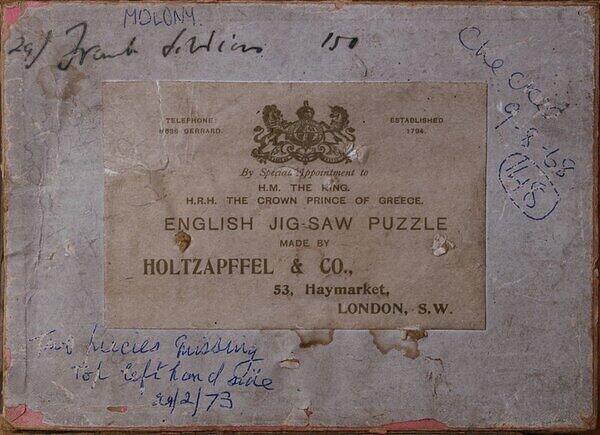 MOLONY.
29/ Frank 150
Checked
9-8-68
148
TELEPHONE:
6636 GERRARD.
ESTABLISHED
1794.
By Special Appointment to
H.M. THE KING.
H.R.H. THE CROWN PRINCE OF GREECE.
ENGLISH JIG-SAW PUZZLE
MADE BY
HOLTZAPFFEL & CO.,
53, Haymarket,
LONDON, S.W.
Two pieces missing
top left hand side
29/2/73